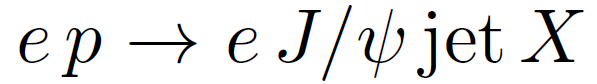 e p → e J/ψ jet X